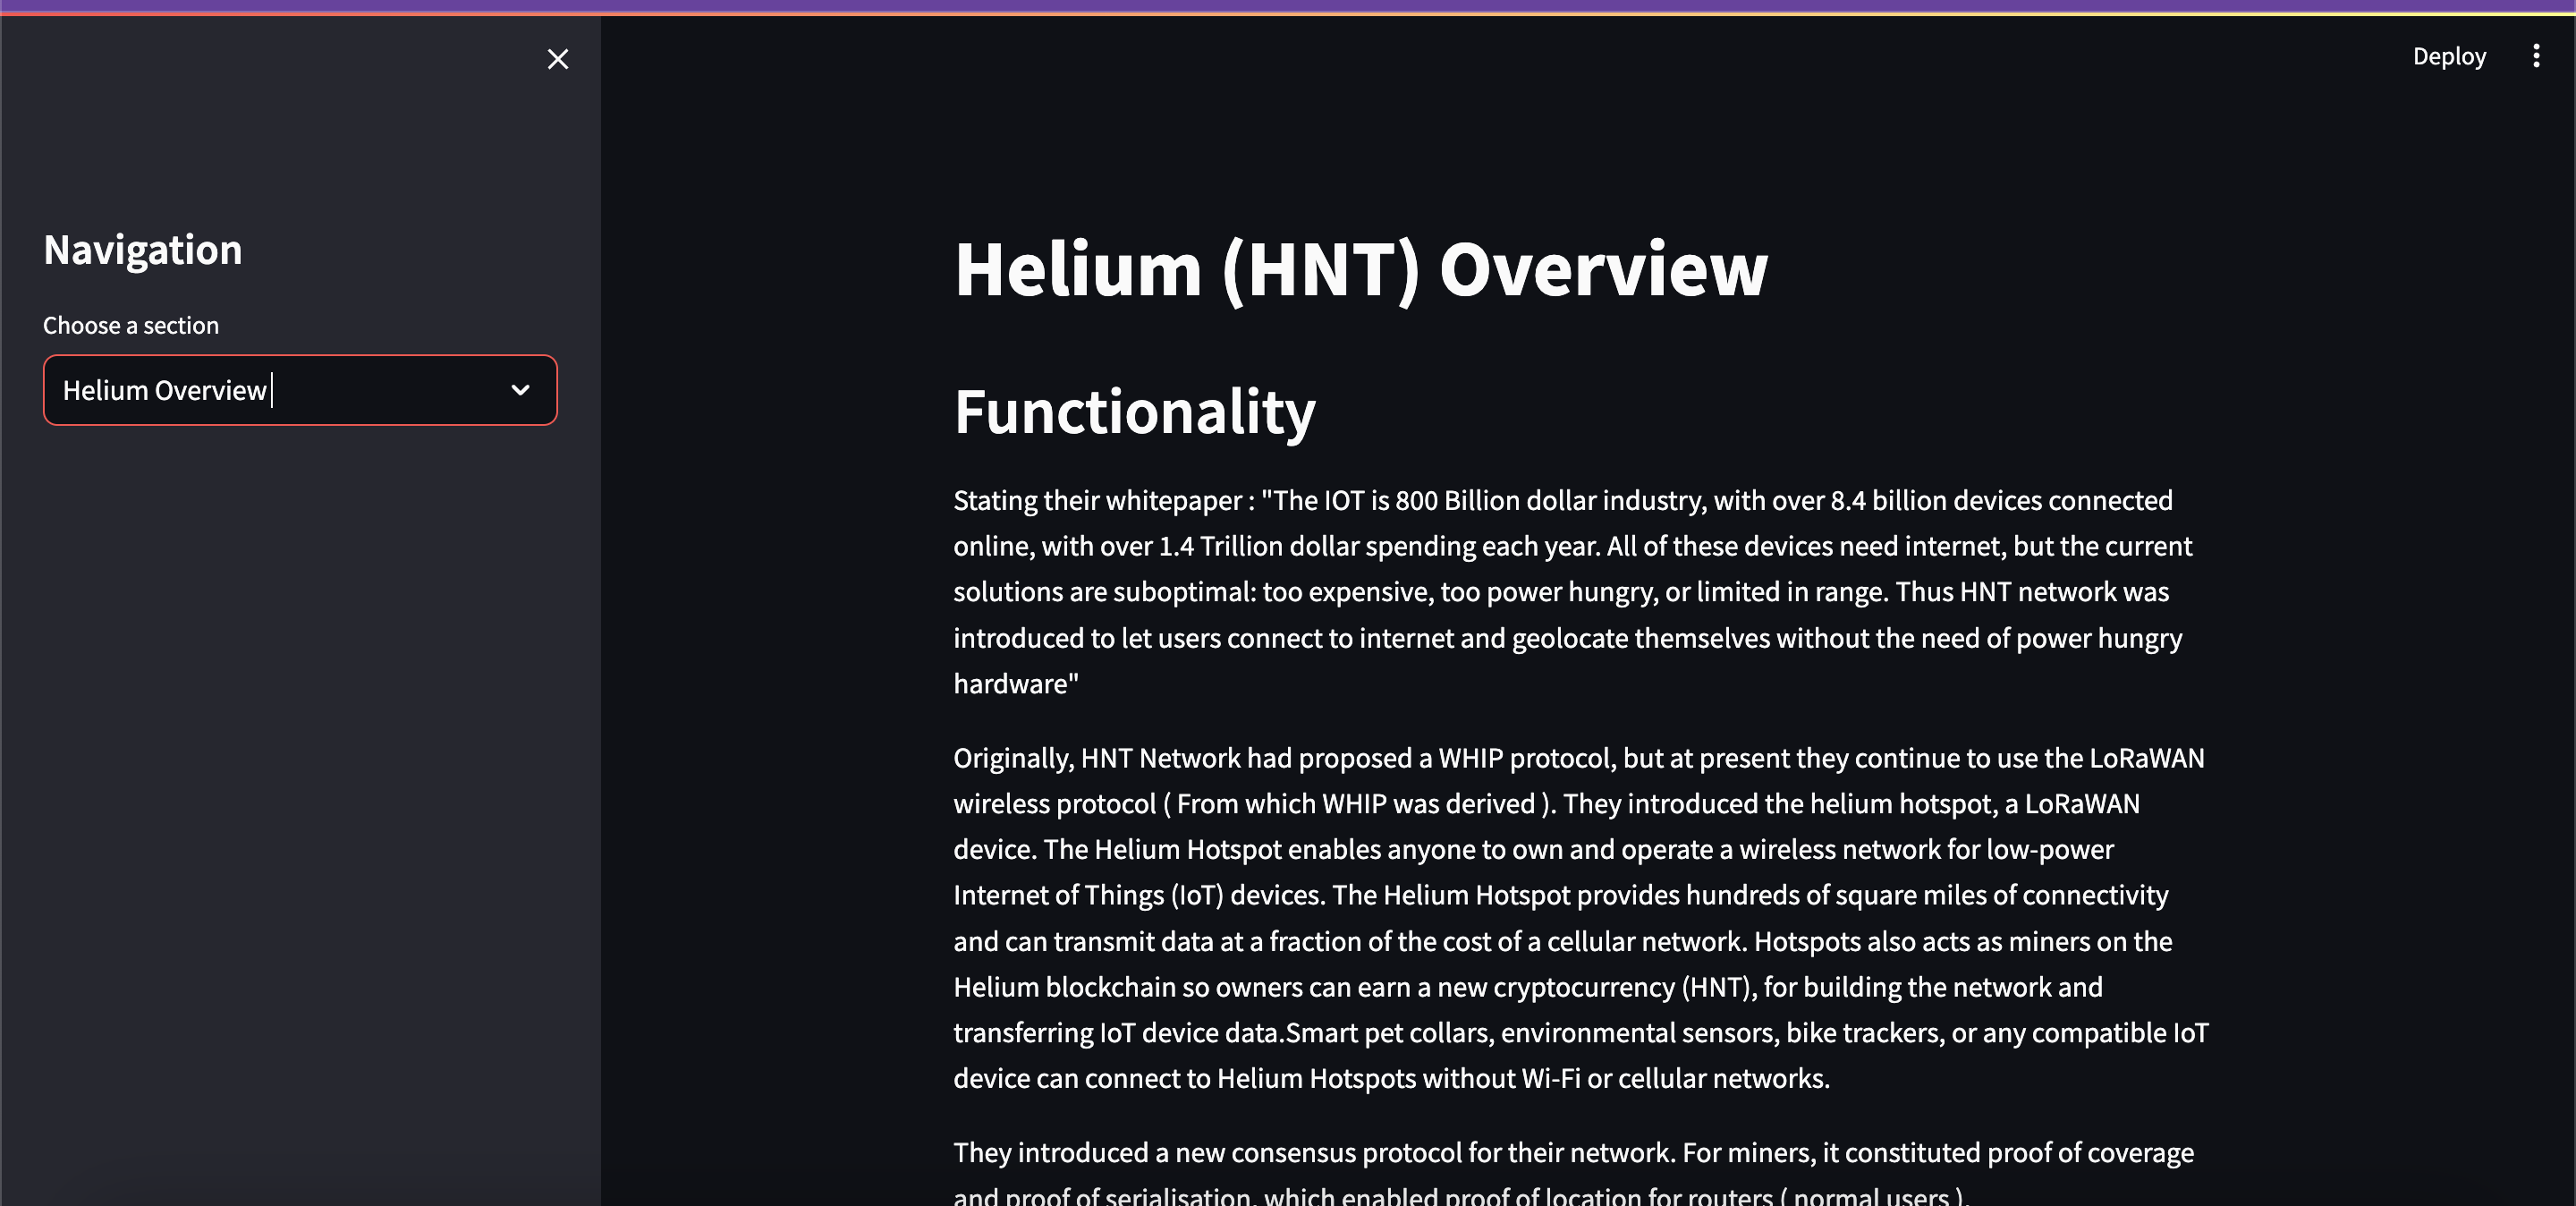 Deploy
Navigation
Choose a section
Helium Overview
Helium (HNT) Overview
Functionality
Stating their whitepaper : "The IOT is 800 Billion dollar industry, with over 8.4 billion devices connected
online, with over 1.4 Trillion dollar spending each year. All of these devices need internet, but the current
solutions are suboptimal: too expensive, too power hungry, or limited in range. Thus HNT network was
introduced to let users connect to internet and geolocate themselves without the need of power hungry
hardware"
Originally, HNT Network had proposed a WHIP protocol, but at present they continue to use the LoRaWAN
wireless protocol ( From which WHIP was derived ). They introduced the helium hotspot, a LoRaWAN
device. The Helium Hotspot enables anyone to own and operate a wireless network for low-power
Internet of Things (IoT) devices. The Helium Hotspot provides hundreds of square miles of connectivity
and can transmit data at a fraction of the cost of a cellular network. Hotspots also acts as miners on the
Helium blockchain so owners can earn a new cryptocurrency (HNT), for building the network and
transferring IoT device data.Smart pet collars, environmental sensors, bike trackers, or any compatible IoT
device can connect to Helium Hotspots without Wi-Fi or cellular networks.
They introduced a new consensus protocol for their network. For miners, it constituted proof of coverage
and proof of serialisation, which enabled proof of location for routers ( normal users ).